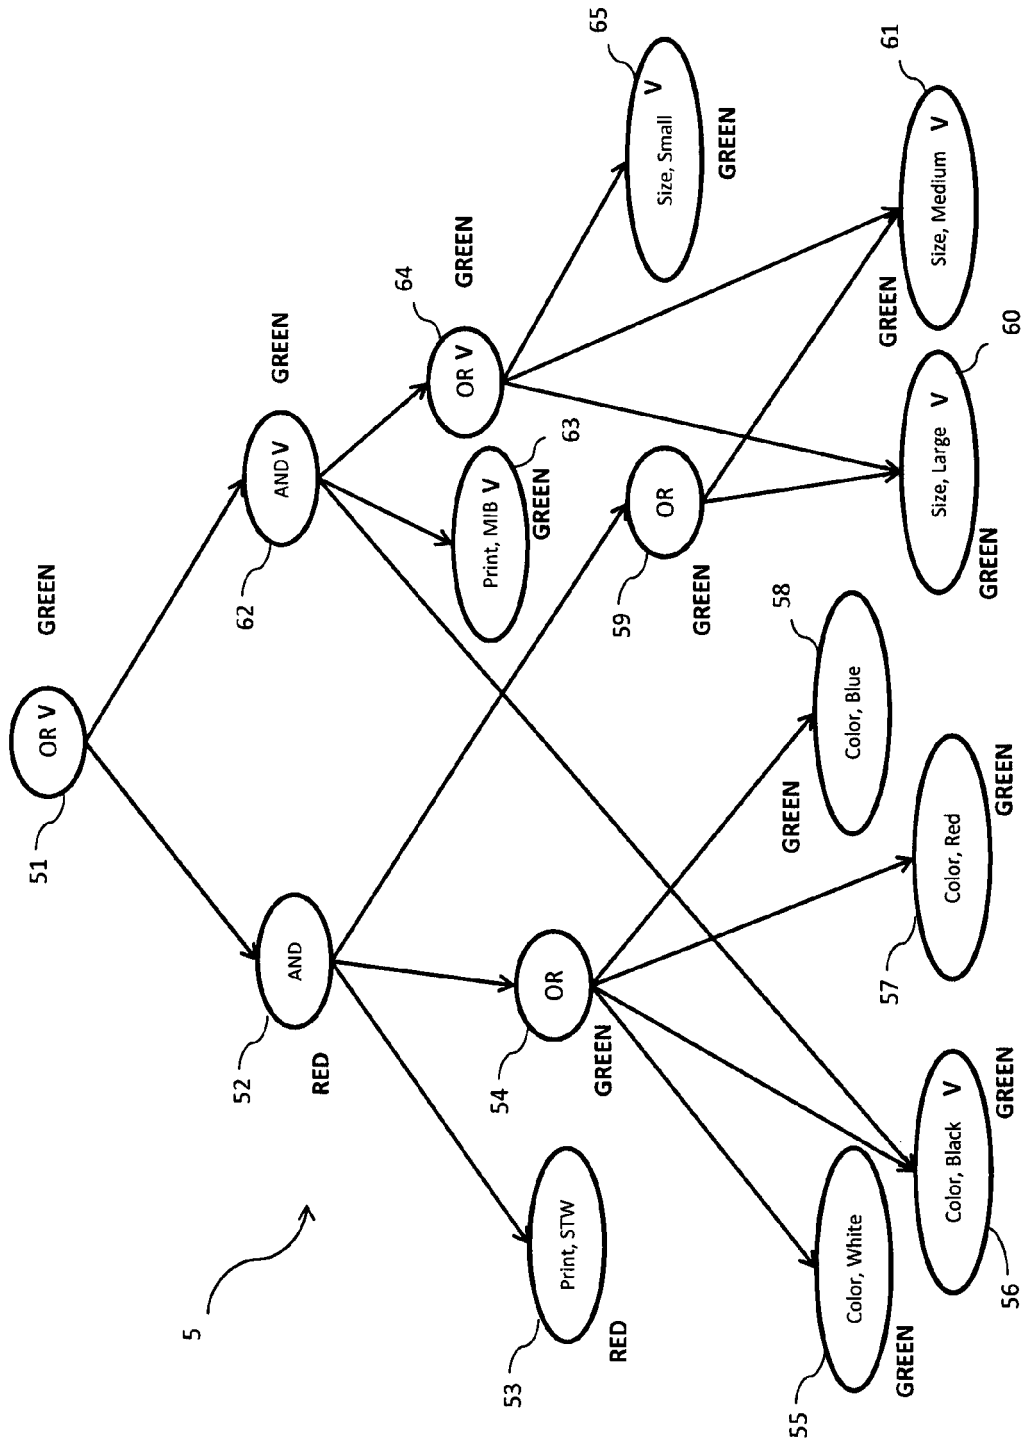 OR V
GREEN
51
AND V
GREEN
62
AND
52
RED
OR V
64
GREEN
Print, MIB V
63
GREEN
5
Print, STW
53
RED
OR
54
GREEN
OR
59
GREEN
Size, Small V
65
GREEN
Color, White
55
GREEN
Color, Black V
56
GREEN
Color, Red
57
GREEN
Color, Blue
58
GREEN
Size, Large V
60
GREEN
Size, Medium V
61
GREEN